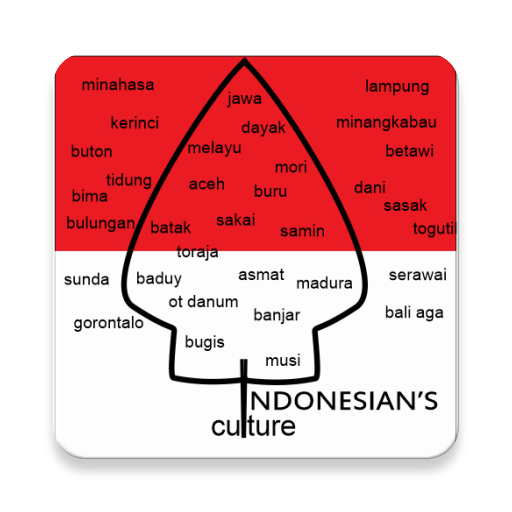 minahasa
lampung
jawa
kerinci
dayak
minangkabau
buton
melayu
betawi
mori
tidung
aceh
buru
dani
bima
sasak
bulungan
batak
sakai
samin
togutil
toraja
sunda
baduy
asmat
madura
serawai
ot danum
banjar
bali aga
gorontalo
bugis
musi
INDONESIAN'S
culture